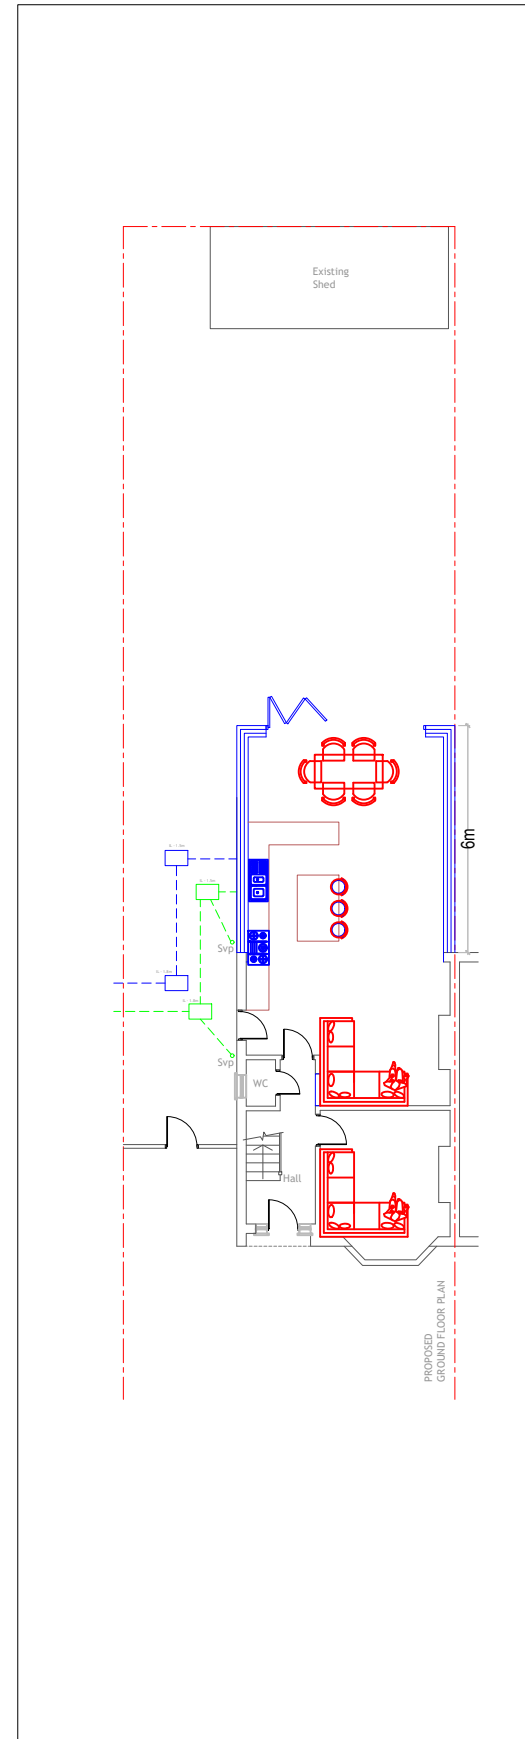 Existing
Shed
6m
Svp
Svp
WC
Hall
PROPOSED
GROUND FLOOR PLAN